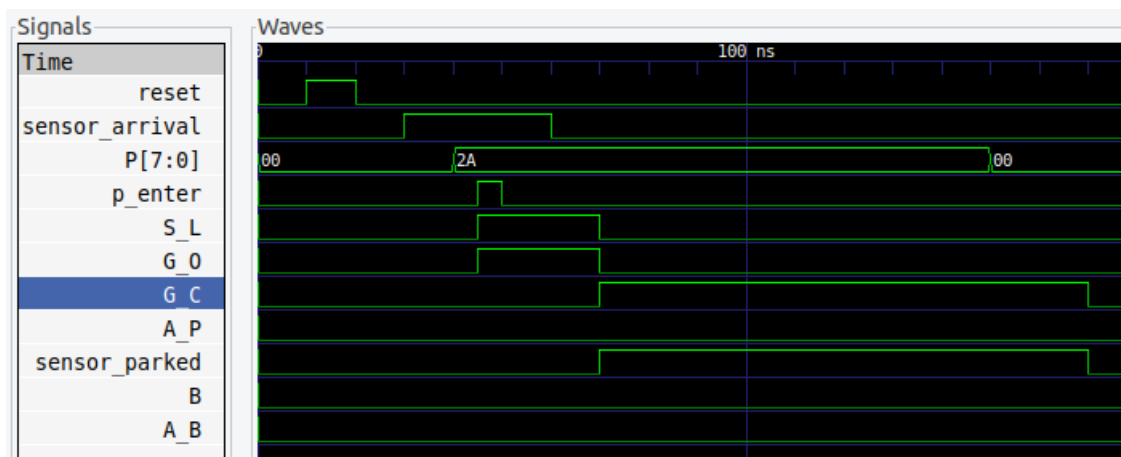 Signals
Waves
Time
100 ns
reset
sensor_arrival
P[7:0]
00 2A 00
p_enter
S_L
G_O
G_C
A_P
sensor_parked
B
A_B